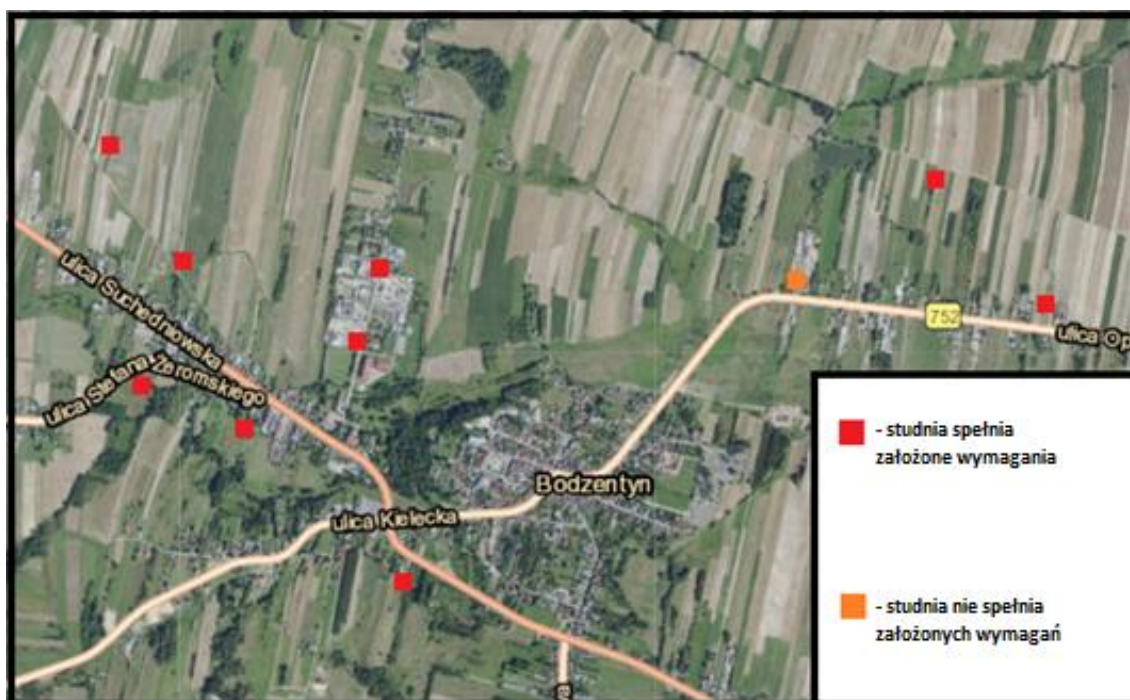 ulica Suchedniowska
ulica Stefana Żeromskiego
752
ulica Op
Bodzentyn
ulica Kielecka
a
- studnia spełnia
założone wymagania
- studnia nie spełnia
założonych wymagań